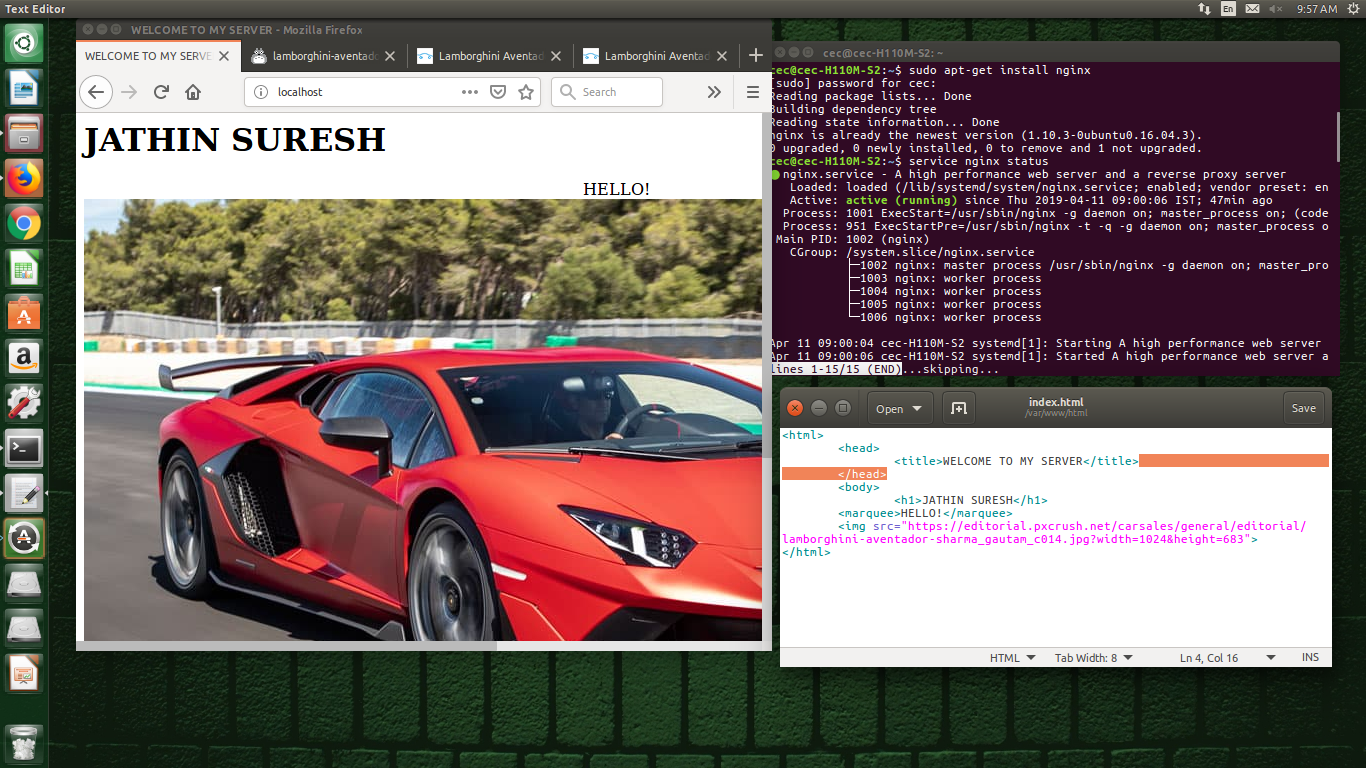 Text Editor
En
9:57 AM
WELCOME TO MY SERVER - Mozilla Firefox
WELCOME TO MY SERVE
lamborghini-aventado
Lamborghini Aventad
Lamborghini Aventad
localhost
Search
JATHIN SURESH
HELLO!
cec@cec-H110M-S2: ~
cec@cec-H110M-S2:~$ sudo apt-get install nginx
[sudo] password for cec:
Reading package lists... Done
Building dependency tree
Reading state information... Done
nginx is already the newest version (1.10.3-0ubuntu0.16.04.3).
0 upgraded, 0 newly installed, 0 to remove and 1 not upgraded.
cec@cec-H110M-S2:~$ service nginx status
● nginx.service - A high performance web server and a reverse proxy server
Loaded: loaded (/lib/systemd/system/nginx.service; enabled; vendor preset: en
Active: active (running) since Thu 2019-04-11 09:00:06 IST; 47min ago
Process: 1001 ExecStart=/usr/sbin/nginx -g daemon on; master_process on; (code
Process: 951 ExecStartPre=/usr/sbin/nginx -t -q -g daemon on; master_process o
Main PID: 1002 (nginx)
CGroup: /system.slice/nginx.service
├─1002 nginx: master process /usr/sbin/nginx -g daemon on; master_pro
├─1003 nginx: worker process
├─1004 nginx: worker process
├─1005 nginx: worker process
└─1006 nginx: worker process
Apr 11 09:00:04 cec-H110M-S2 systemd[1]: Starting A high performance web server
Apr 11 09:00:06 cec-H110M-S2 systemd[1]: Started A high performance web server a
lines 1-15/15 (END)...skipping...
Open
index.html
/var/www/html
Save
<html>
<head>
<title>WELCOME TO MY SERVER</title>
</head>
<body>
<h1>JATHIN SURESH</h1>
<marquee>HELLO!</marquee>
<img src="https://editorial.pxcrush.net/carsales/general/editorial/
lamborghini-aventador-sharma_gautam_c014.jpg?width=1024&height=683">
</html>
HTML
Tab Width: 8
Ln 4, Col 16
INS